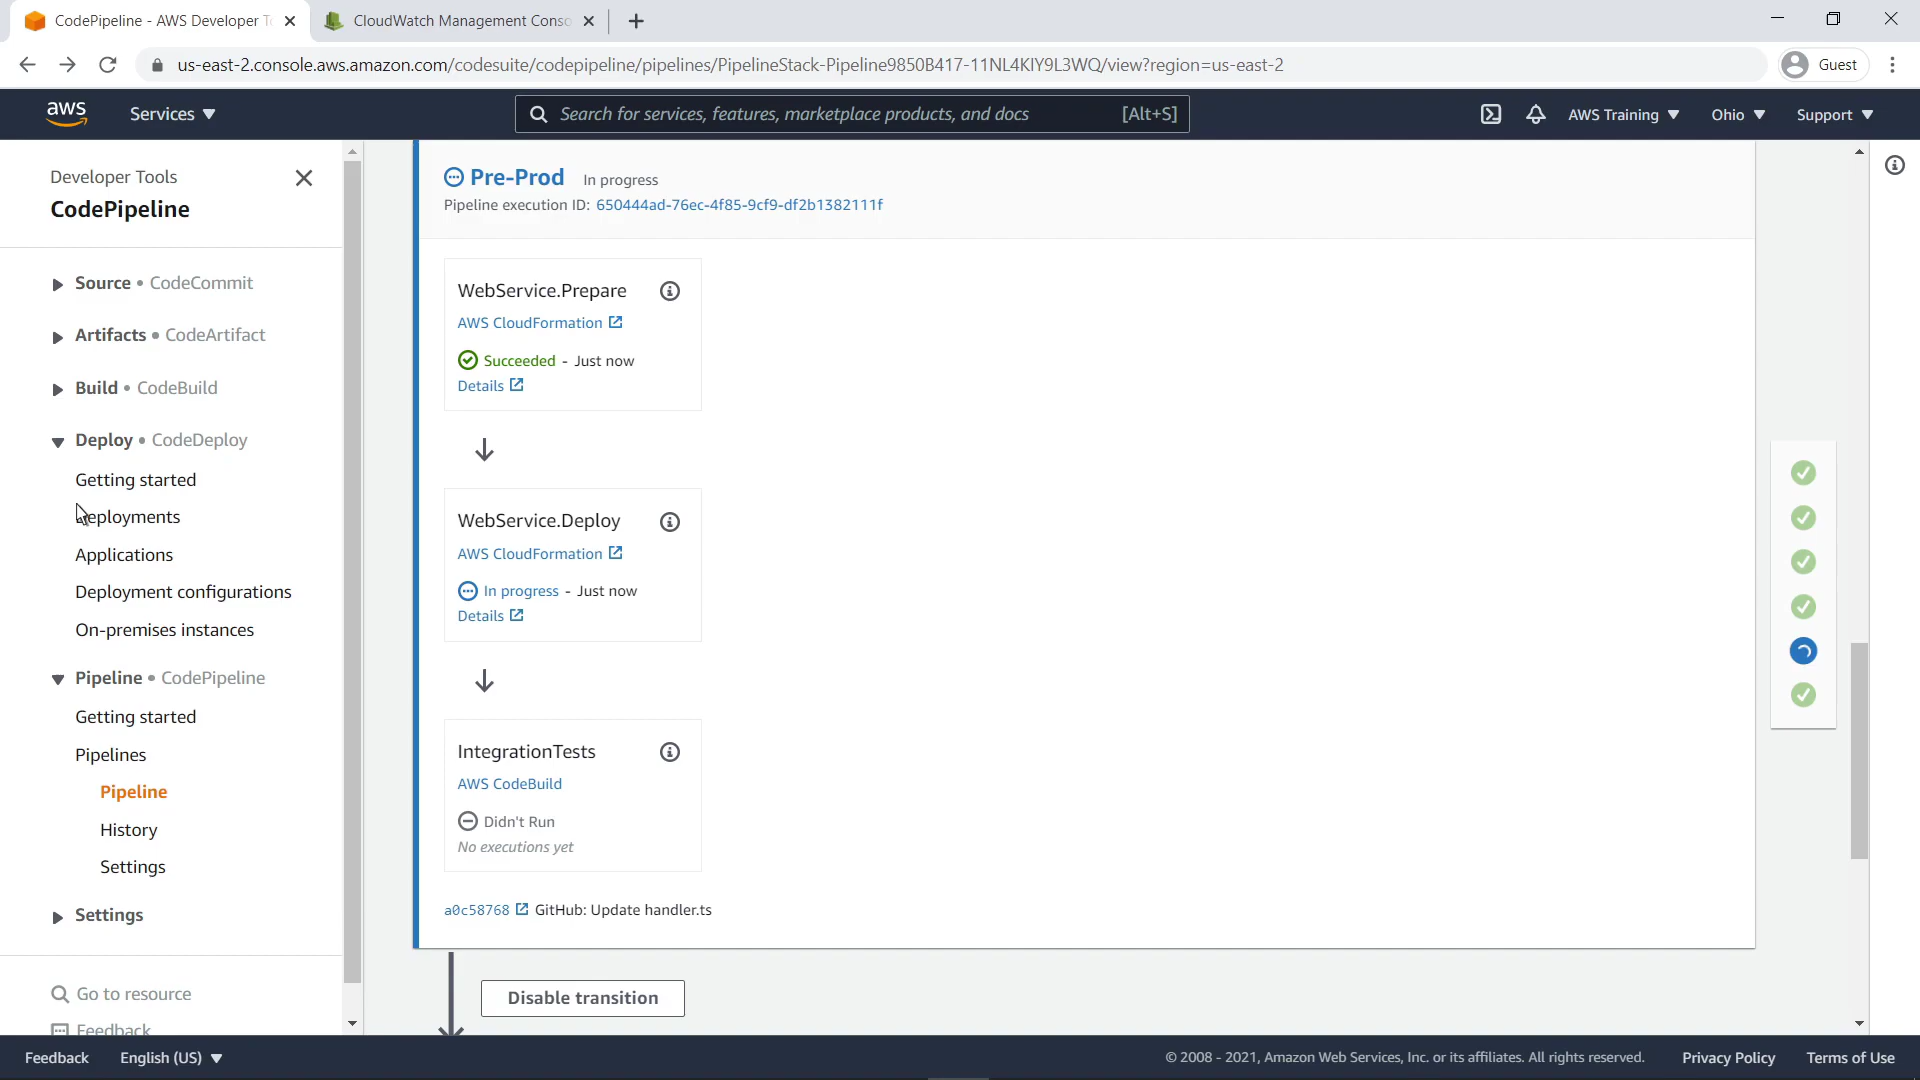 CodePipeline - AWS Developer T
CloudWatch Management Conso
us-east-2.console.aws.amazon.com/codesuite/codepipeline/pipelines/PipelineStack-Pipeline9850B417-11NL4KIY9L3WQ/view?region=us-east-2
Guest
aws
Services
Search for services, features, marketplace products, and docs
[Alt+S]
AWS Training
Ohio
Support
Developer Tools
CodePipeline
Source • CodeCommit
Artifacts • CodeArtifact
Build • CodeBuild
Deploy • CodeDeploy
Getting started
Deployments
Applications
Deployment configurations
On-premises instances
Pipeline • CodePipeline
Getting started
Pipelines
Pipeline
History
Settings
Settings
Go to resource
Feedback
Pre-Prod In progress
Pipeline execution ID: 650444ad-76ec-4f85-9cf9-df2b1382111f
WebService.Prepare
AWS CloudFormation
Succeeded - Just now
Details
WebService.Deploy
AWS CloudFormation
In progress - Just now
Details
IntegrationTests
AWS CodeBuild
Didn't Run
No executions yet
a0c58768 GitHub: Update handler.ts
Disable transition
Feedback
English (US)
© 2008 - 2021, Amazon Web Services, Inc. or its affiliates. All rights reserved.
Privacy Policy
Terms of Use